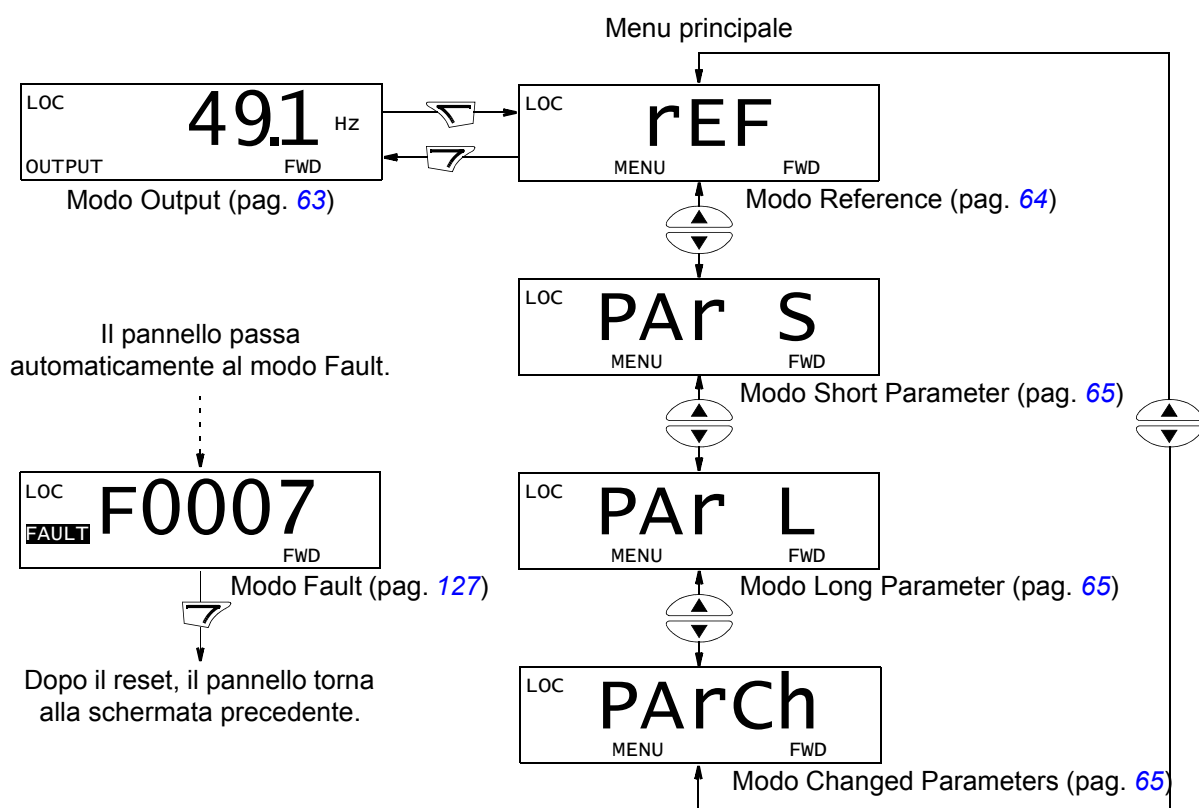 Menu principale
LOC
49.1 Hz
OUTPUT FWD
Modo Output (pag. 63)
LOC
rEF
MENU FWD
Modo Reference (pag. 64)
LOC
PAr S
MENU FWD
Modo Short Parameter (pag. 65)
Il pannello passa
automaticamente al modo Fault.
LOC
F0007
FAULT
FWD
Modo Fault (pag. 127)
Dopo il reset, il pannello torna
alla schermata precedente.
LOC
PAr L
MENU FWD
Modo Long Parameter (pag. 65)
LOC
PArCh
MENU FWD
Modo Changed Parameters (pag. 65)